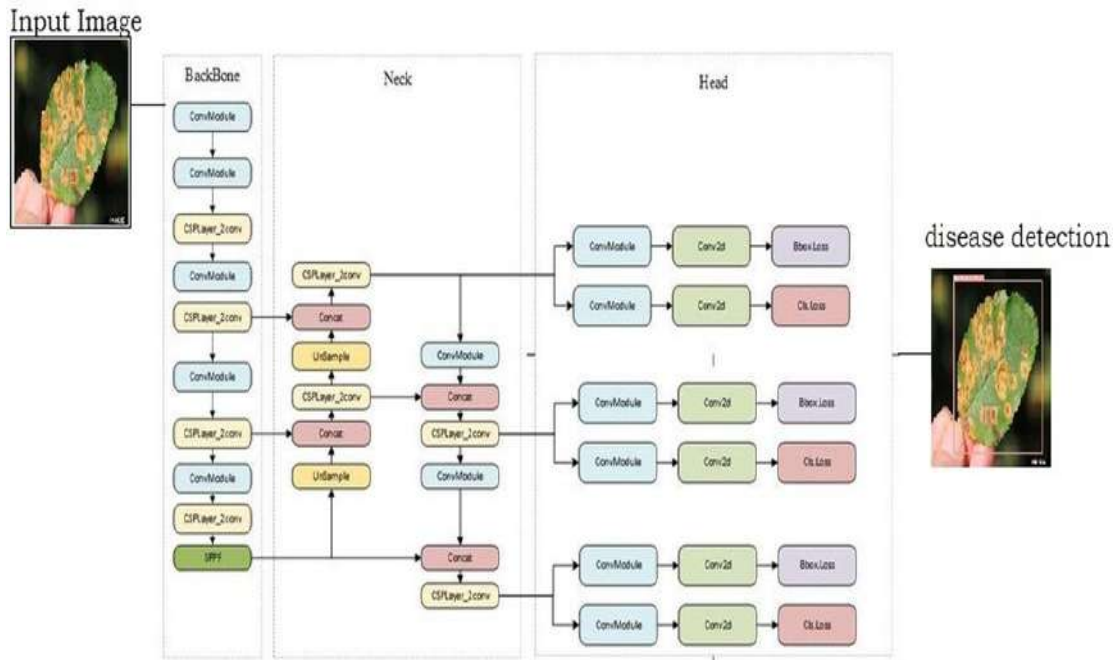 Input Image
BackBone
ConvModule
ConvModule
CSPLayer_2conv
ConvModule
CSPLayer_2conv
ConvModule
CSPLayer_2conv
ConvModule
CSPLayer_2conv
SPPF
Neck
CSPLayer_2conv
Concat
UnSample
CSPLayer_2conv
Concat
UnSample
ConvModule
Concat
CSPLayer_2conv
ConvModule
Concat
CSPLayer_2conv
Head
ConvModule
Conv2d
Bbox.Loss
ConvModule
Conv2d
Cls.Loss
ConvModule
Conv2d
Bbox.Loss
ConvModule
Conv2d
Cls.Loss
ConvModule
Conv2d
Bbox.Loss
ConvModule
Conv2d
Cls.Loss
disease detection